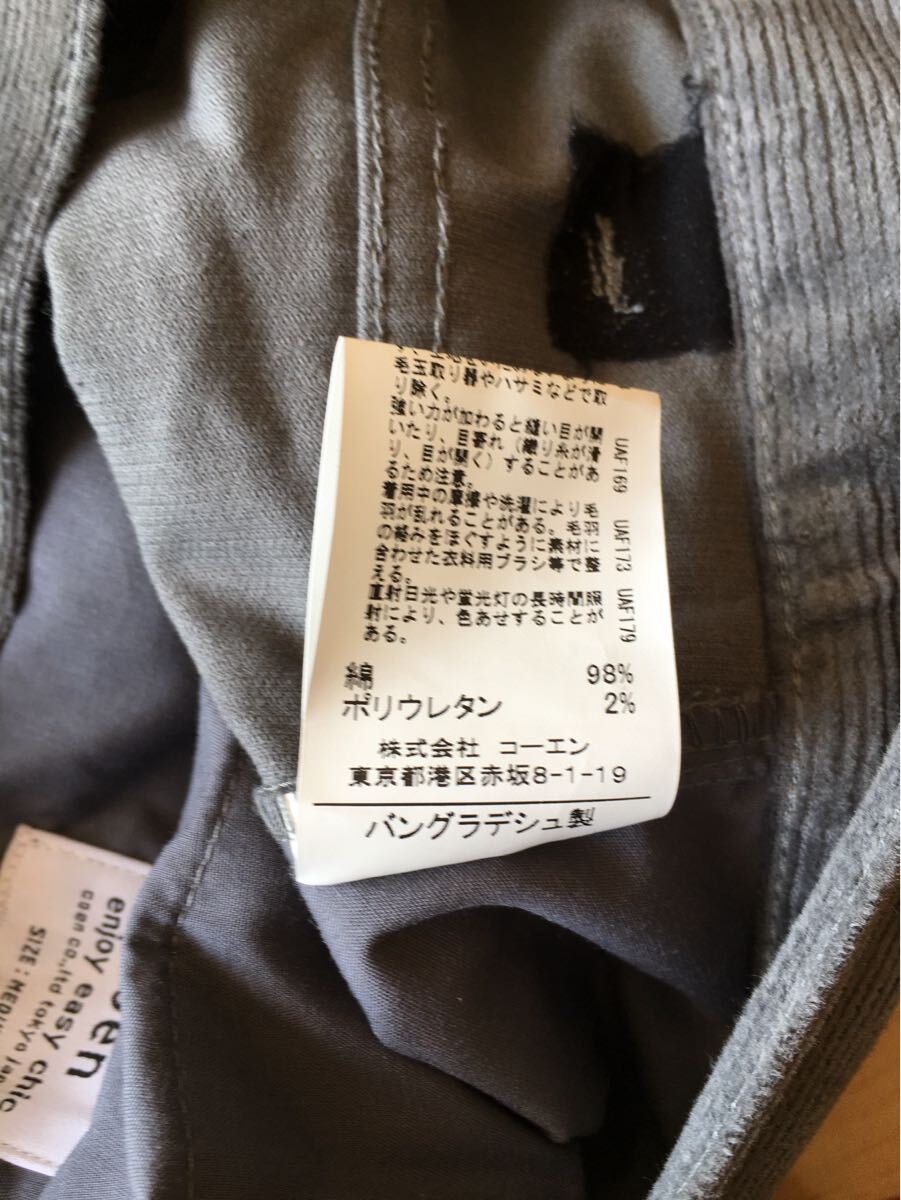 毛玉取り器やハサミなどで取
り除く。
強い力が加わると縫い目が開
いたり、目寄れ（織り糸が滑
り、目が開く）することがあ
るため注意。
着用中の摩擦や洗濯により毛
羽が乱れることがある。毛羽
の絡みをほぐすように素材に
合わせた衣料用ブラシ等で整
える。
直射日光や蛍光灯の長時間照
射により、色あせすることが
ある。
UAF169 UAF173 UAF179
綿 98%
ポリウレタン 2%
株式会社 コーエン
東京都港区赤坂8-1-19
バングラデシュ製
enjoy easy chic
coen co.,ltd tokyo
SIZE: